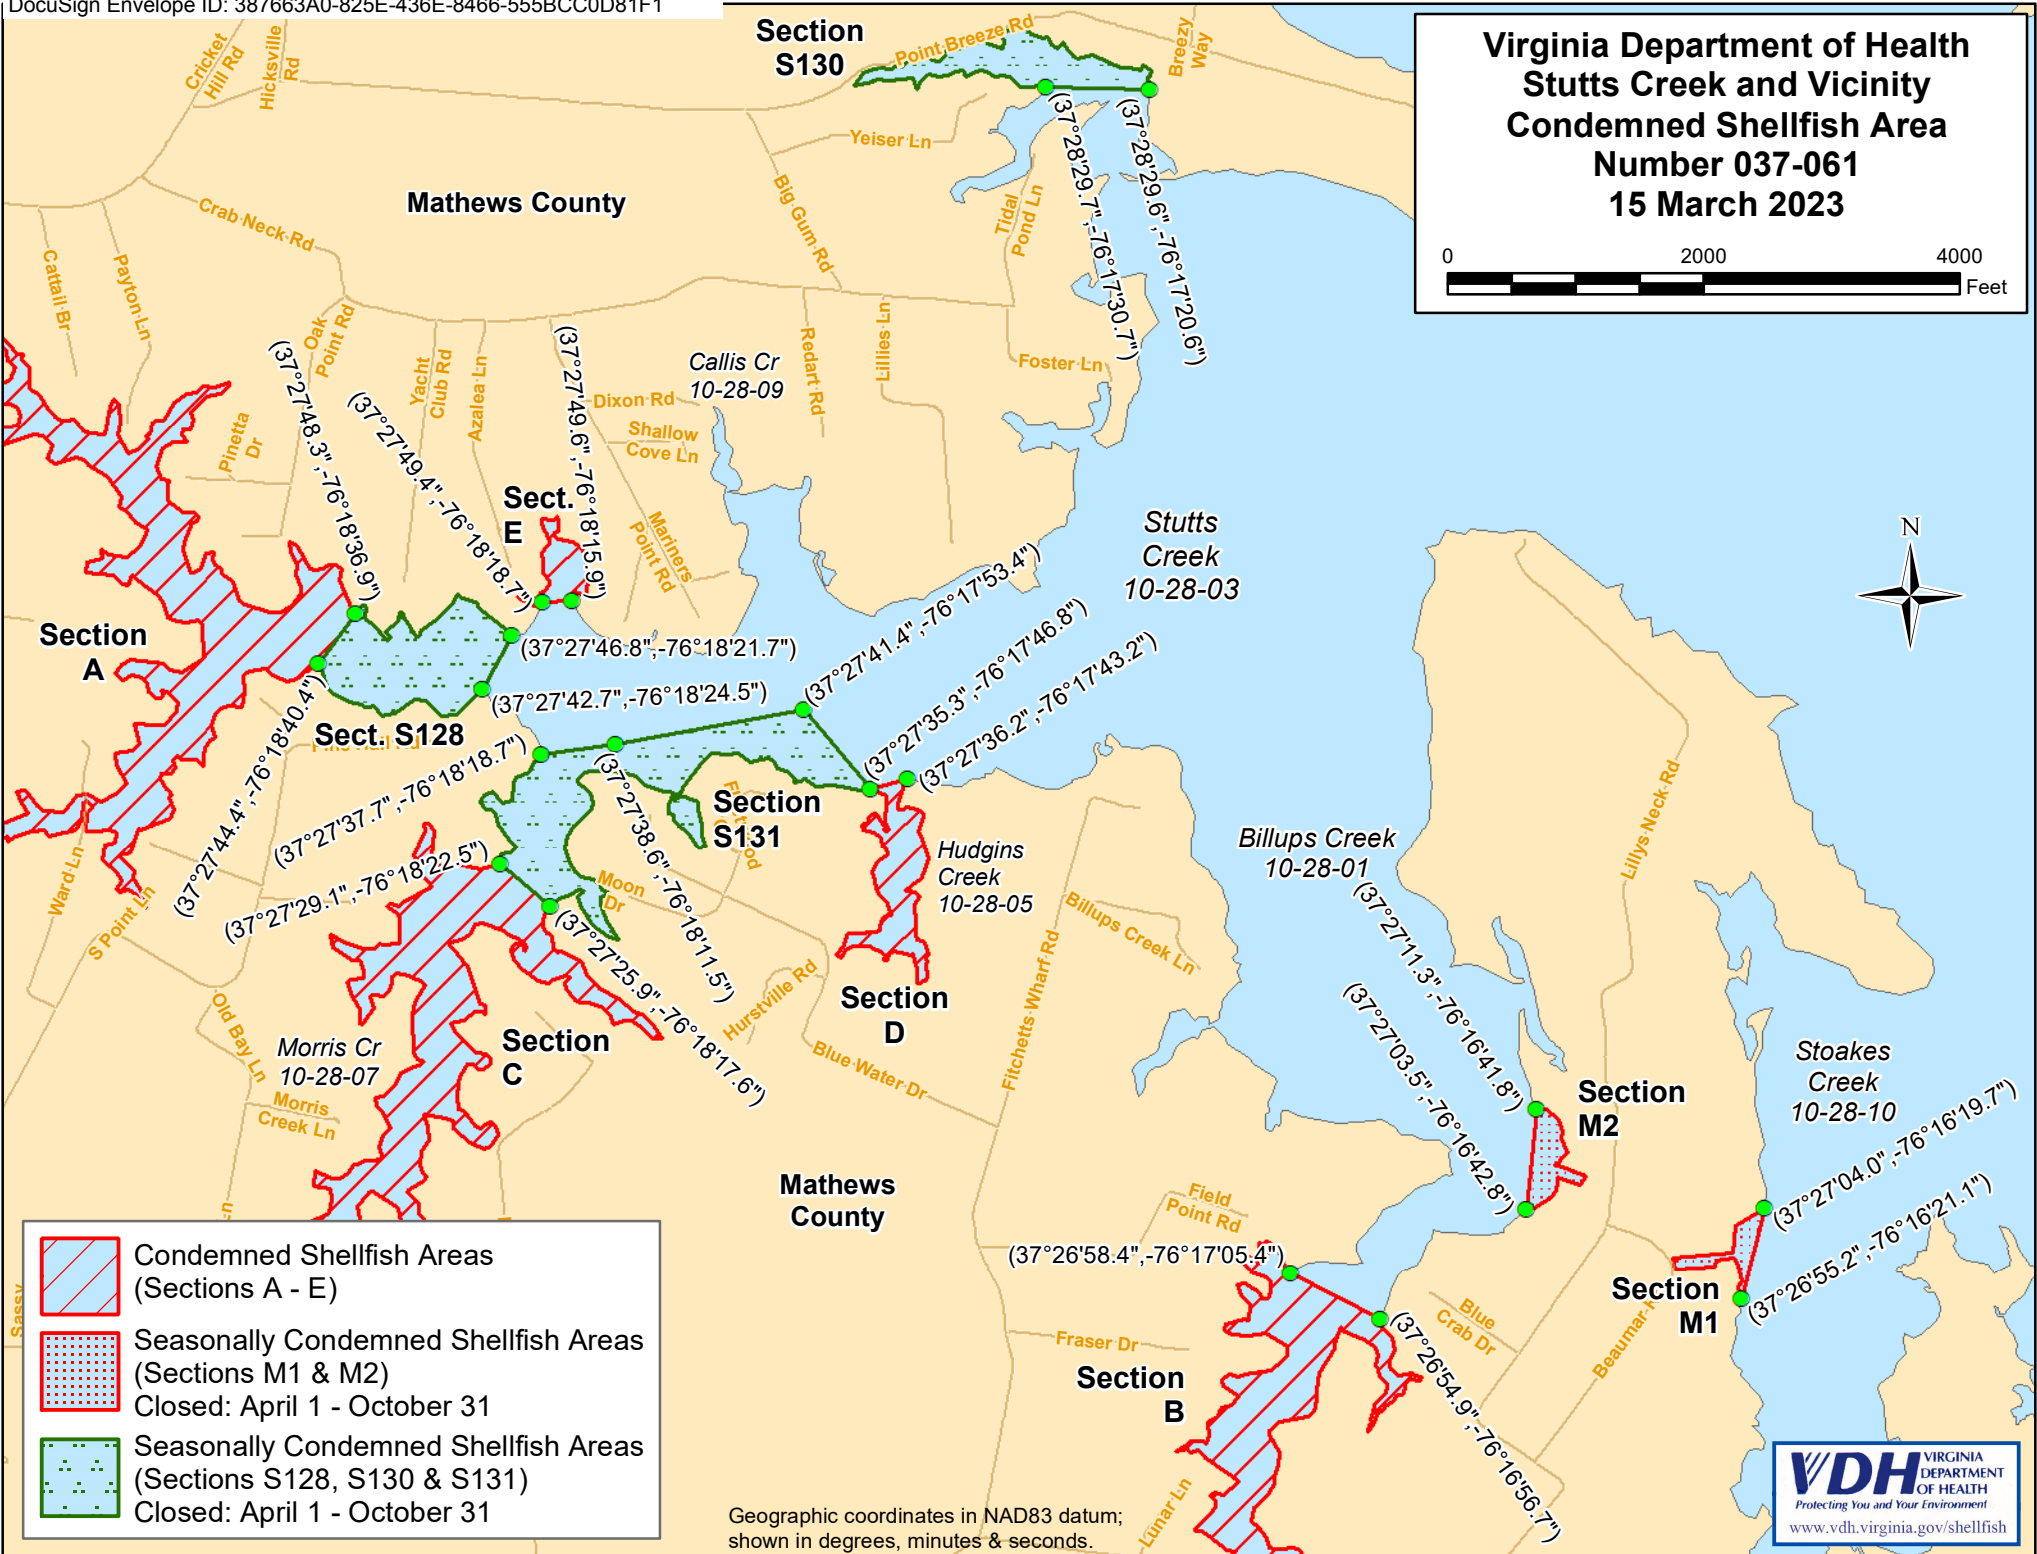 DocuSign Envelope ID: 387663A0-825E-436E-8466-555BCC0D81F1
Virginia Department of Health
Stutts Creek and Vicinity
Condemned Shellfish Area
Number 037-061
15 March 2023
0 2000 4000
Feet
Section
S130
Point Breeze Rd
Breezy
Way
Cricket
Hill Rd
Hicksville
Rd
Yeiser Ln
(37°28'29.7",-76°17'30.7")
(37°28'29.6",-76°17'20.6")
Mathews County
Crab Neck Rd
Big Gum Rd
Tidal
Pond Ln
Cattail Br
Payton Ln
Oak
Point Rd
Yacht
Club Rd
Azalea Ln
Callis Cr
10-28-09
Redart Rd
Lillies Ln
Foster Ln
Dixon Rd
Shallow
Cove Ln
Pinetta
Dr
Mariners
Point Rd
(37°27'48.3",-76°18'36.9")
(37°27'49.4",-76°18'18.7")
(37°27'49.6",-76°18'15.9")
Sect.
E
Stutts
Creek
10-28-03
N
Section
A
(37°27'46.8",-76°18'21.7")
(37°27'42.7",-76°18'24.5")
(37°27'41.4",-76°17'53.4")
(37°27'35.3",-76°17'46.8")
(37°27'36.2",-76°17'43.2")
Sect. S128
(37°27'44.4",-76°18'40.4")
(37°27'37.7",-76°18'18.7")
(37°27'29.1",-76°18'22.5")
(37°27'38.6",-76°18'11.5")
(37°27'25.9",-76°18'17.6")
Section
S131
Moon
Dr
Ward Ln
S Point Ln
Hudgins
Creek
10-28-05
Billups Creek
10-28-01
Lillys Neck Rd
Billups Creek Ln
Fitchetts Wharf Rd
Hurstville Rd
Blue Water Dr
Section
D
Old Bay Ln
Morris Cr
10-28-07
Morris
Creek Ln
Section
C
(37°27'11.3",-76°16'41.8")
(37°27'03.5",-76°16'42.8")
Section
M2
Stoakes
Creek
10-28-10
(37°27'04.0",-76°16'19.7")
(37°26'55.2",-76°16'21.1")
Mathews
County
Field
Point Rd
(37°26'58.4",-76°17'05.4")
Section
M1
Fraser Dr
Blue
Crab Dr
Beaumar
Section
B
(37°26'54.9",-76°16'56.7")
Lunar Ln
Sassy
Ln
Condemned Shellfish Areas
(Sections A - E)
Seasonally Condemned Shellfish Areas
(Sections M1 & M2)
Closed: April 1 - October 31
Seasonally Condemned Shellfish Areas
(Sections S128, S130 & S131)
Closed: April 1 - October 31
Geographic coordinates in NAD83 datum;
shown in degrees, minutes & seconds.
VDH VIRGINIA
DEPARTMENT
OF HEALTH
Protecting You and Your Environment
www.vdh.virginia.gov/shellfish